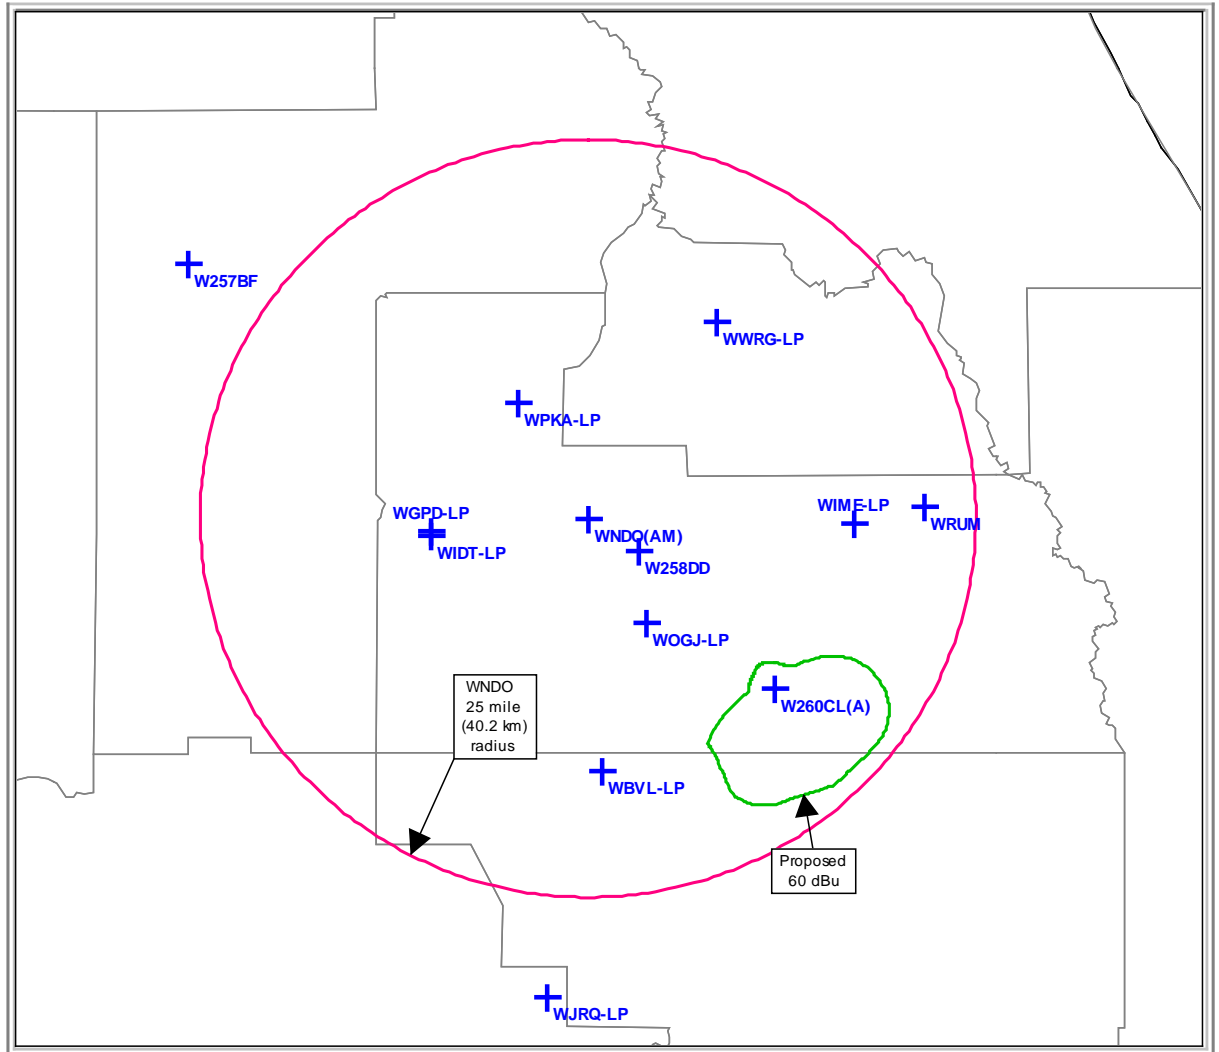 W257BF
WWRG-LP
WPKA-LP
WGPD-LP
WIDT-LP
WNDO(AM)
W258DD
WIMF-LP
WRUM
WOGJ-LP
W260CL(A)
WNDO
25 mile
(40.2 km)
radius
WBVL-LP
Proposed
60 dBu
WJRQ-LP